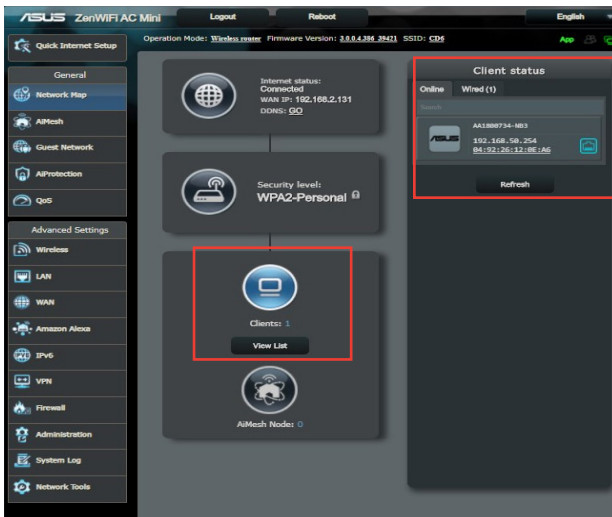 ASUS ZenWiFi AC Mini Logout Reboot English
Quick Internet Setup
Operation Mode: Wireless router Firmware Version: 3.0.0.4.386_39421 SSID: CD6
App
General
Network Map
AiMesh
Guest Network
AiProtection
QoS
Advanced Settings
Wireless
LAN
WAN
Amazon Alexa
IPv6
VPN
Firewall
Administration
System Log
Network Tools
Internet status:
Connected
WAN IP: 192.168.2.131
DDNS: GO
Security level:
WPA2-Personal
Clients: 1
View List
AiMesh Node: 0
Client status
Online Wired (1)
Search
AA1800734-NB3
192.168.50.254
04:92:26:12:0E:A6
Refresh